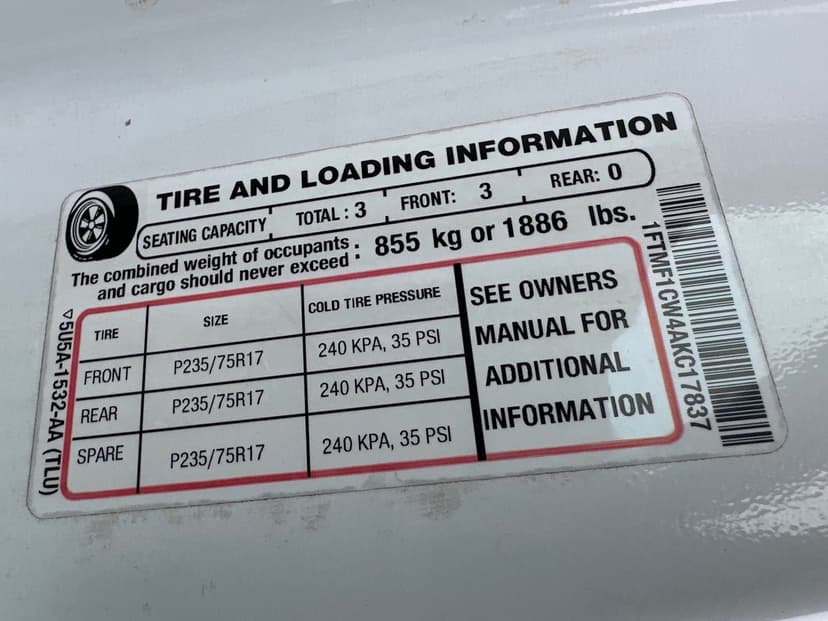 TIRE AND LOADING INFORMATION
SEATING CAPACITY TOTAL : 3 FRONT: 3 REAR: 0
The combined weight of occupants
and cargo should never exceed : 855 kg or 1886 lbs.
TIRE SIZE COLD TIRE PRESSURE
FRONT P235/75R17 240 KPA, 35 PSI
REAR P235/75R17 240 KPA, 35 PSI
SPARE P235/75R17 240 KPA, 35 PSI
SEE OWNERS
MANUAL FOR
ADDITIONAL
INFORMATION
5U5A-1532-AA (TLU)
1FTMF1CW4AKC17837